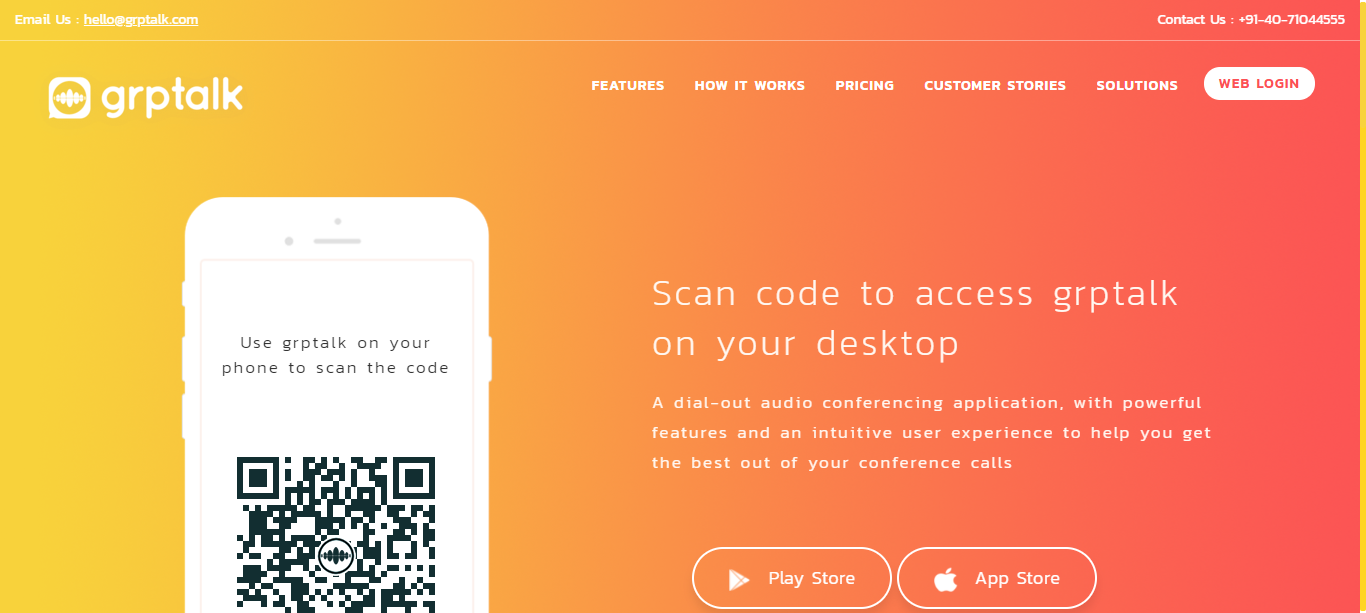 Email Us : hello@grptalk.com
Contact Us : +91-40-71044555
grptalk
FEATURES
HOW IT WORKS
PRICING
CUSTOMER STORIES
SOLUTIONS
WEB LOGIN
Use grptalk on your
phone to scan the code
Scan code to access grptalk
on your desktop
A dial-out audio conferencing application, with powerful
features and an intuitive user experience to help you get
the best out of your conference calls
Play Store
App Store